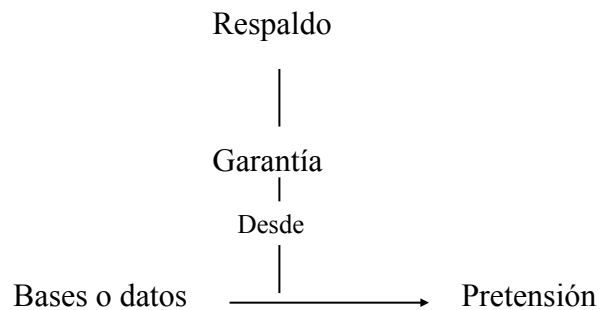 Respaldo
Garantía
Desde
Bases o datos
Pretensión